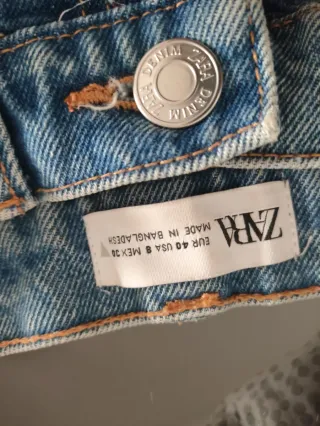 ZARA DENIM ZARA DENIM
ZARA
MADE IN BANGLADESH
EUR 40 USA 8 MEX 30